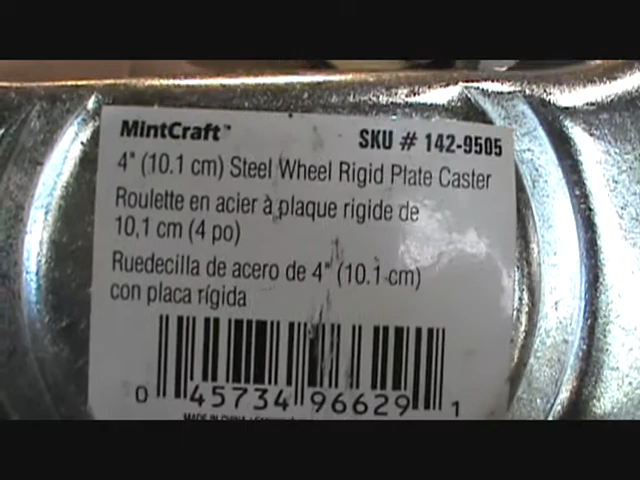 MintCraft™ SKU # 142-9505
4" (10.1 cm) Steel Wheel Rigid Plate Caster
Roulette en acier à plaque rigide de
10,1 cm (4 po)
Ruedecilla de acero de 4" (10.1 cm)
con placa rígida
0 45734 96629 1
MADE IN CHINA